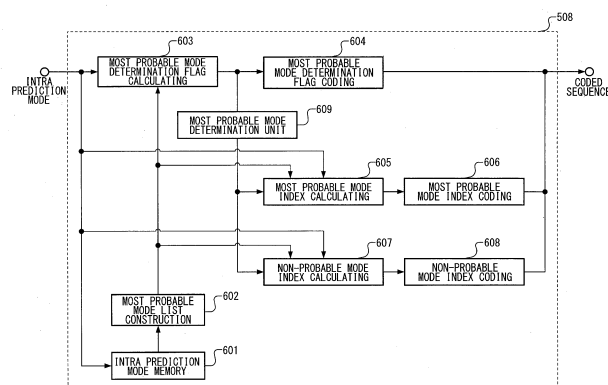 508
603
604
MOST PROBABLE MODE
DETERMINATION FLAG
CALCULATING
MOST PROBABLE
MODE DETERMINATION
FLAG CODING
INTRA
PREDICTION
MODE
CODED
SEQUENCE
609
MOST PROBABLE MODE
DETERMINATION UNIT
605
606
MOST PROBABLE MODE
INDEX CALCULATING
MOST PROBABLE
MODE INDEX CODING
607
608
NON-PROBABLE MODE
INDEX CALCULATING
NON-PROBABLE
MODE INDEX CODING
602
MOST PROBABLE
MODE LIST
CONSTRUCTION
601
INTRA PREDICTION
MODE MEMORY